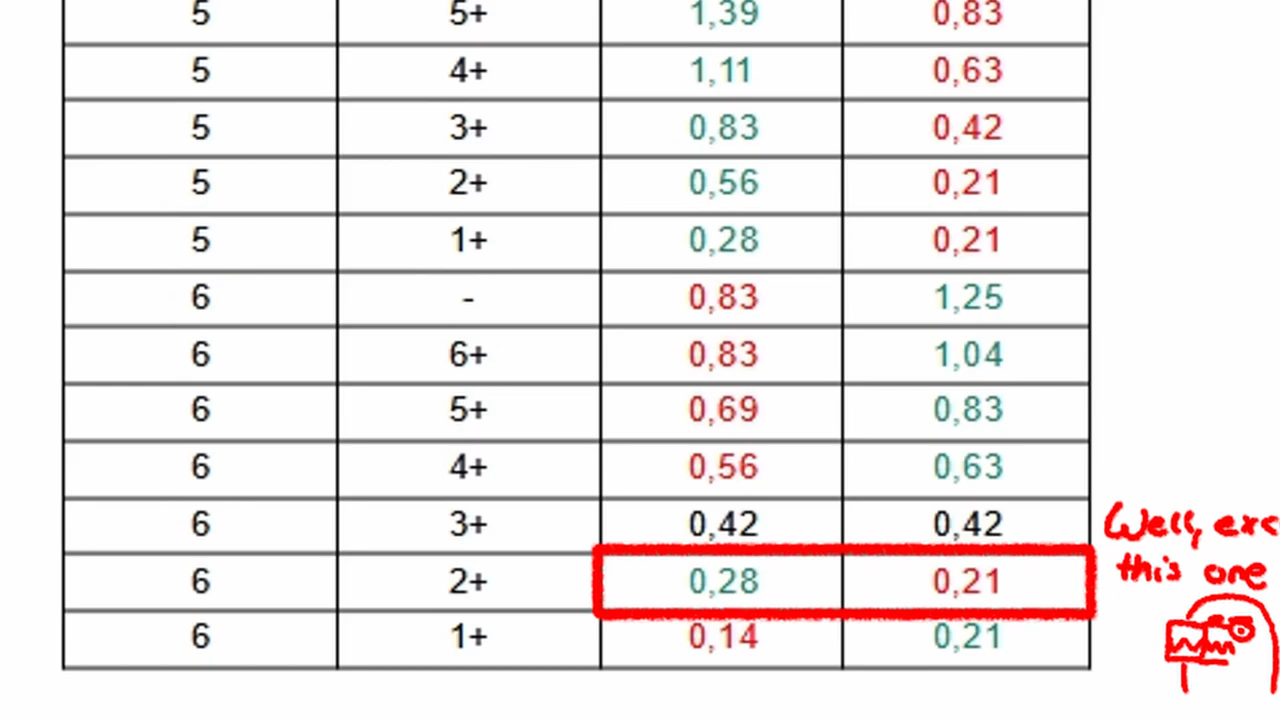 5 5+ 1,39 0,83
5 4+ 1,11 0,63
5 3+ 0,83 0,42
5 2+ 0,56 0,21
5 1+ 0,28 0,21
6 - 0,83 1,25
6 6+ 0,83 1,04
6 5+ 0,69 0,83
6 4+ 0,56 0,63
6 3+ 0,42 0,42
Well, exc
this one
6 2+ 0,28 0,21
6 1+ 0,14 0,21